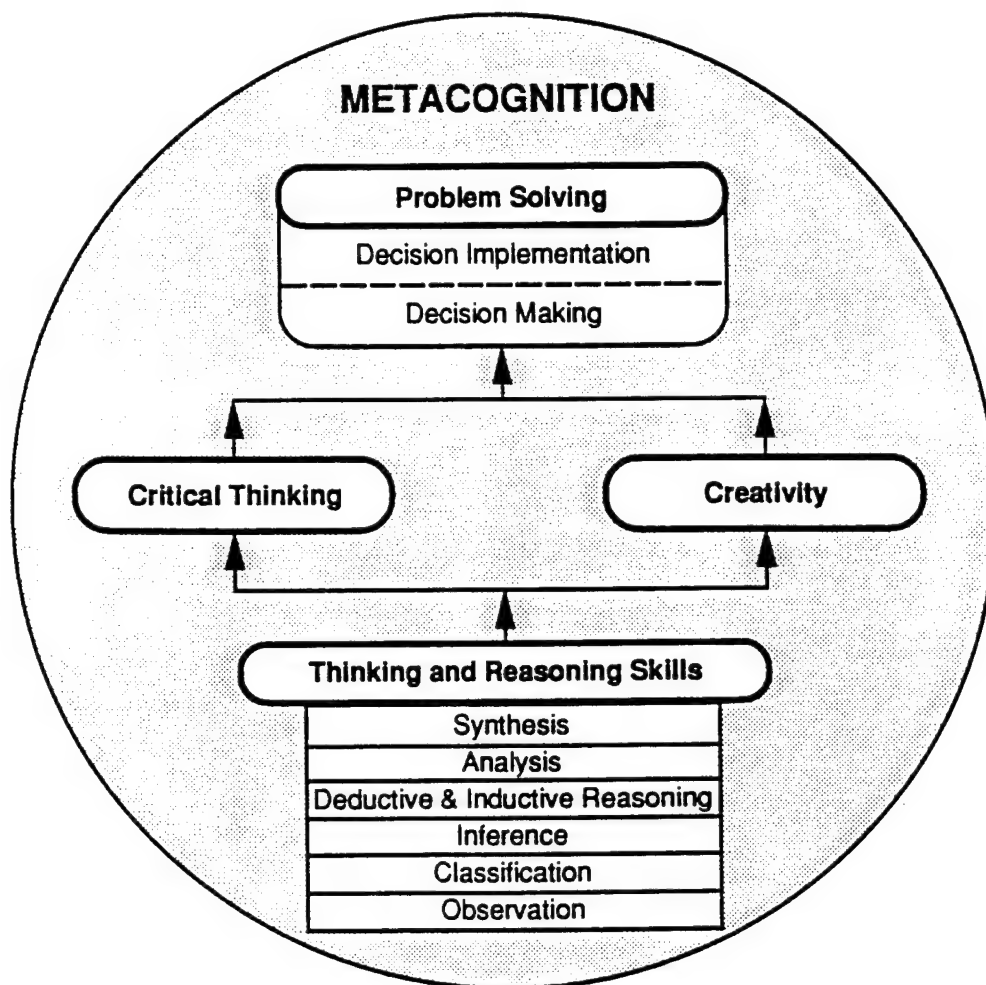 METACOGNITION
Problem Solving
Decision Implementation
Decision Making
Critical Thinking
Creativity
Thinking and Reasoning Skills
Synthesis
Analysis
Deductive & Inductive Reasoning
Inference
Classification
Observation